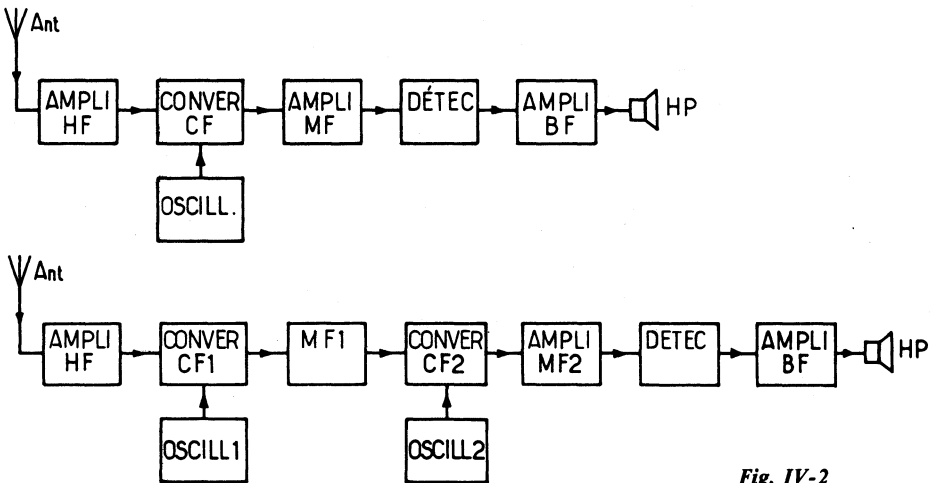 Ant
AMPLI
HF
CONVER
CF
AMPLI
MF
DÉTEC
AMPLI
BF
HP
OSCILL.
Ant
AMPLI
HF
CONVER
CF1
MF1
CONVER
CF2
AMPLI
MF2
DETEC
AMPLI
BF
HP
OSCILL1
OSCILL2
Fig. IV-2